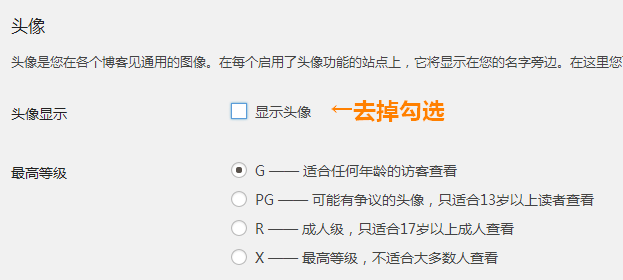 头像
头像是您在各个博客见通用的图像。在每个启用了头像功能的站点上，它将显示在您的名字旁边。在这里您
头像显示
显示头像
←去掉勾选
最高等级
G —— 适合任何年龄的访客查看
PG —— 可能有争议的头像，只适合13岁以上读者查看
R —— 成人级，只适合17岁以上成人查看
X —— 最高等级，不适合大多数人查看